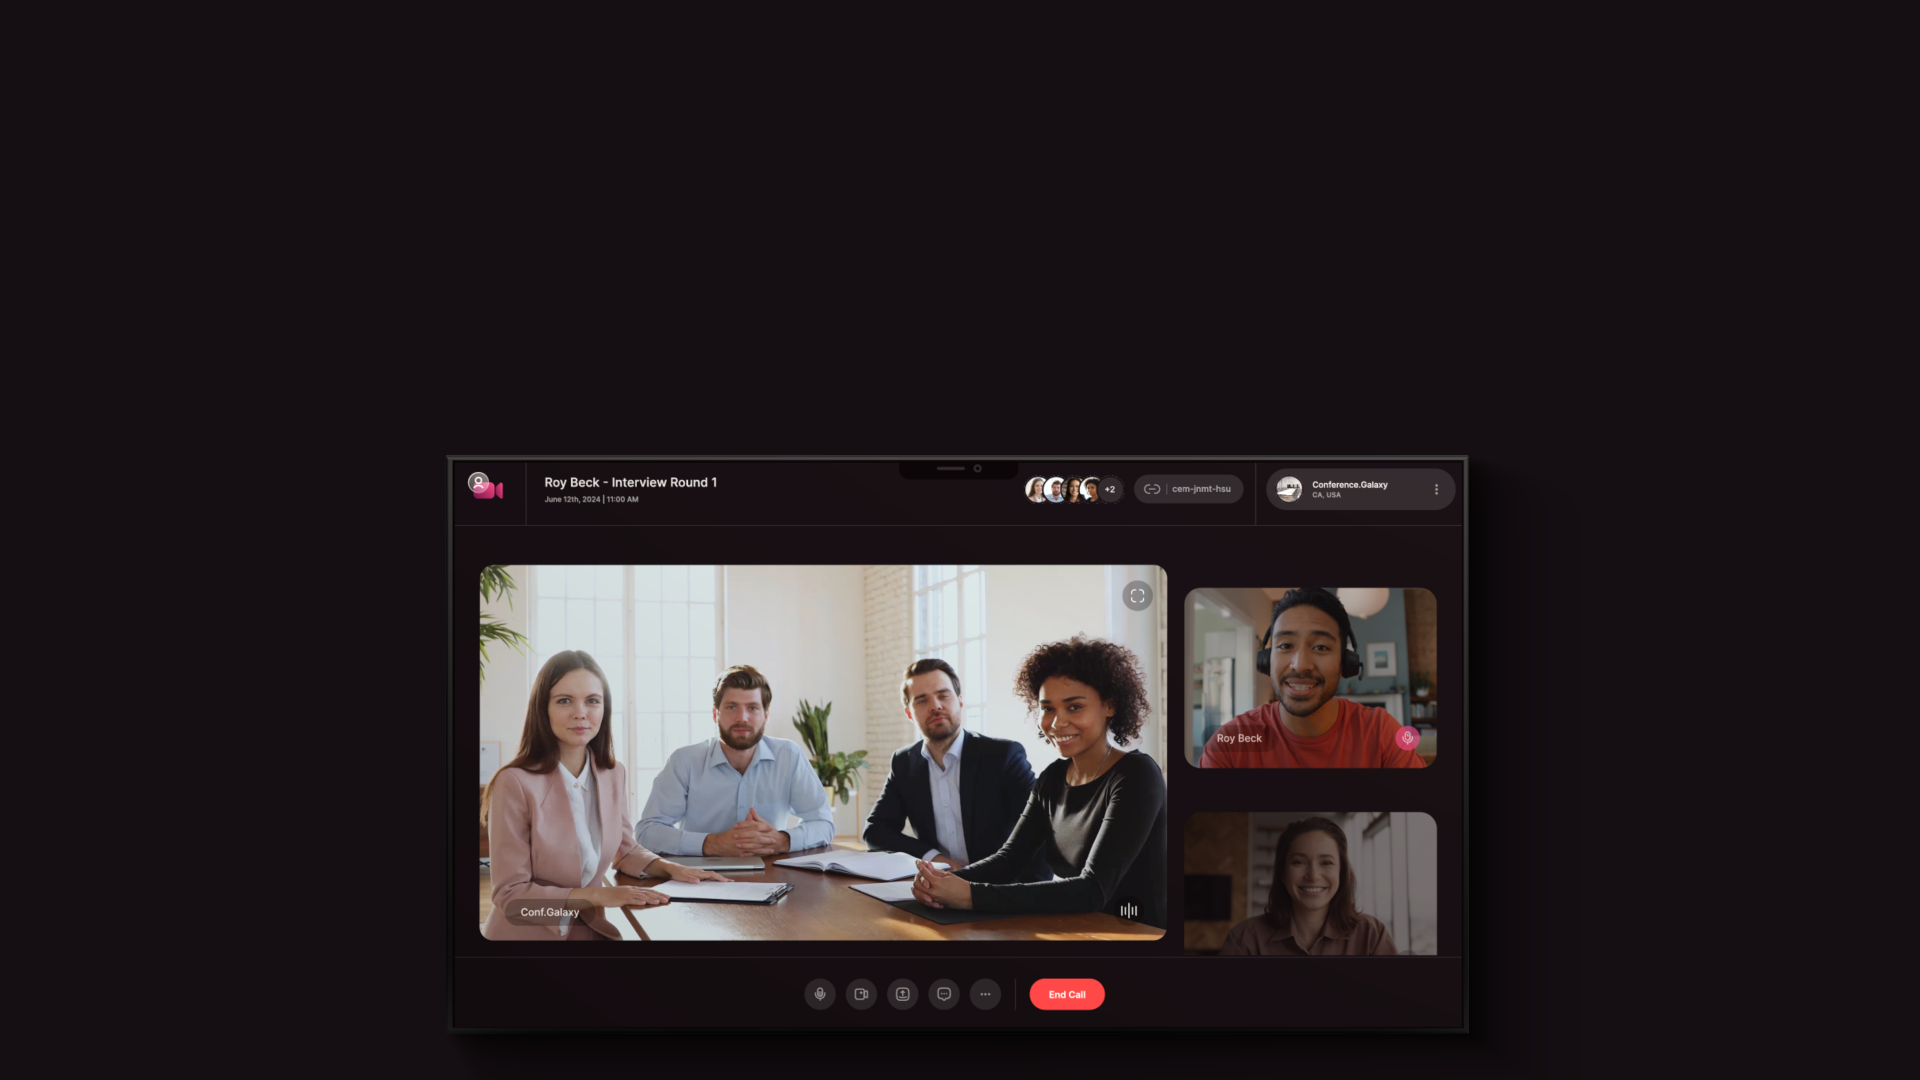 Roy Beck - Interview Round 1
June 12th, 2024 | 11:00 AM
+2
cem-jnmt-hsu
Conference.Galaxy
CA, USA
Roy Beck
Conf.Galaxy
End Call